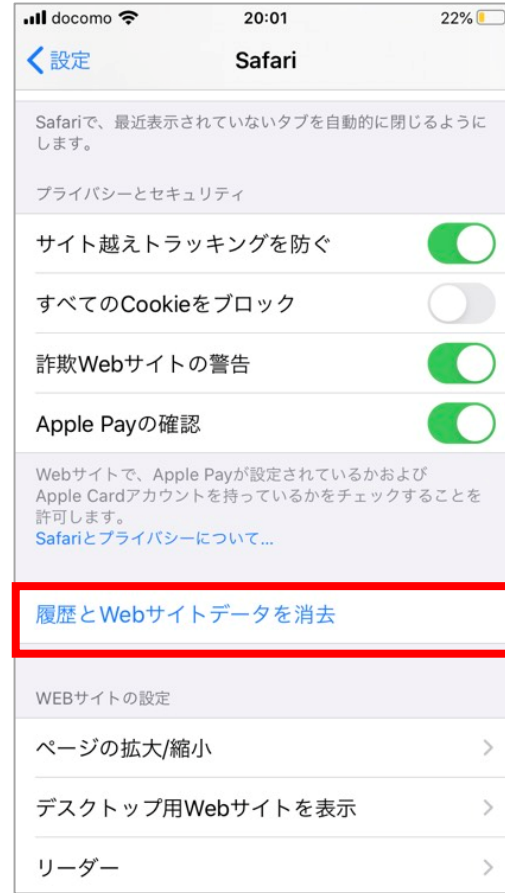 docomo 20:01 22%
設定 Safari
Safariで、最近表示されていないタブを自動的に閉じるように
します。
プライバシーとセキュリティ
サイト越えトラッキングを防ぐ
すべてのCookieをブロック
詐欺Webサイトの警告
Apple Payの確認
Webサイトで、Apple Payが設定されているかおよび
Apple Cardアカウントを持っているかをチェックすることを
許可します。
Safariとプライバシーについて...
履歴とWebサイトデータを消去
WEBサイトの設定
ページの拡大/縮小
デスクトップ用Webサイトを表示
リーダー